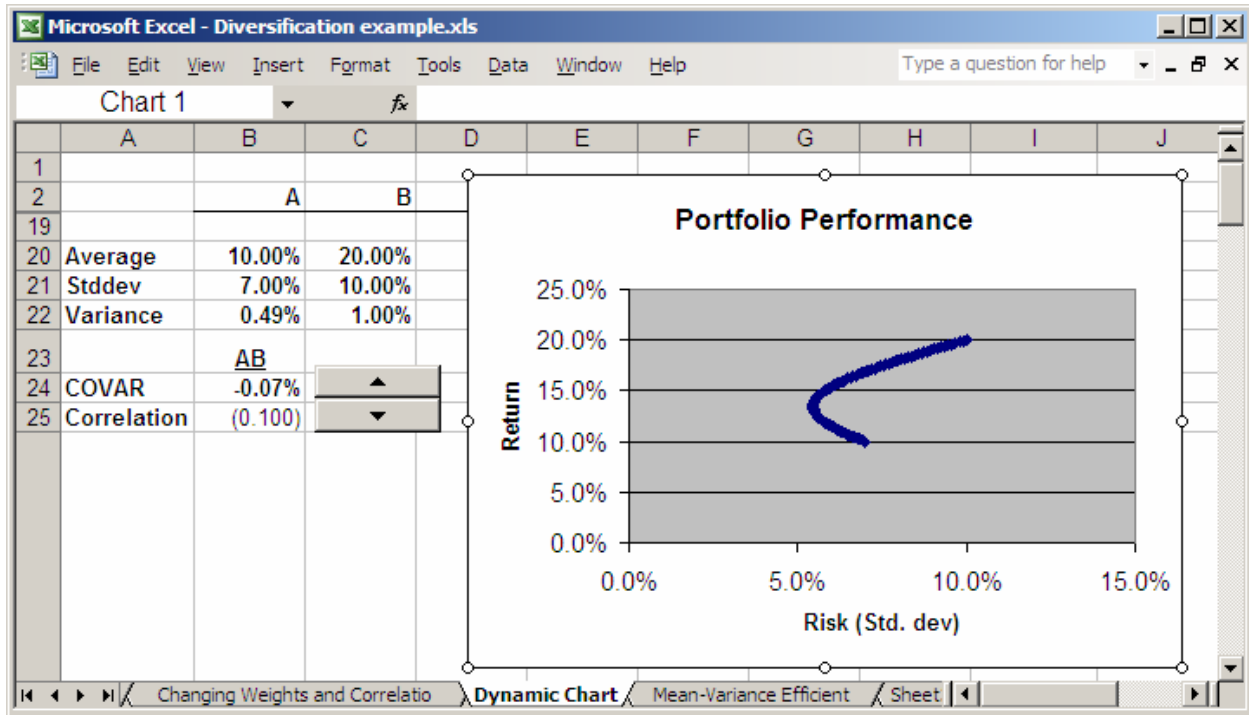 Microsoft Excel - Diversification example.xls
File Edit View Insert Format Tools Data Window Help Type a question for help
Chart 1 fx
A B C D E F G H I J
1
2 A B
19
20 Average 10.00% 20.00%
21 Stddev 7.00% 10.00%
22 Variance 0.49% 1.00%
23 AB
24 COVAR -0.07%
25 Correlation (0.100)
Portfolio Performance
Return
25.0%
20.0%
15.0%
10.0%
5.0%
0.0%
0.0% 5.0% 10.0% 15.0%
Risk (Std. dev)
Changing Weights and Correlatio Dynamic Chart Mean-Variance Efficient Sheet